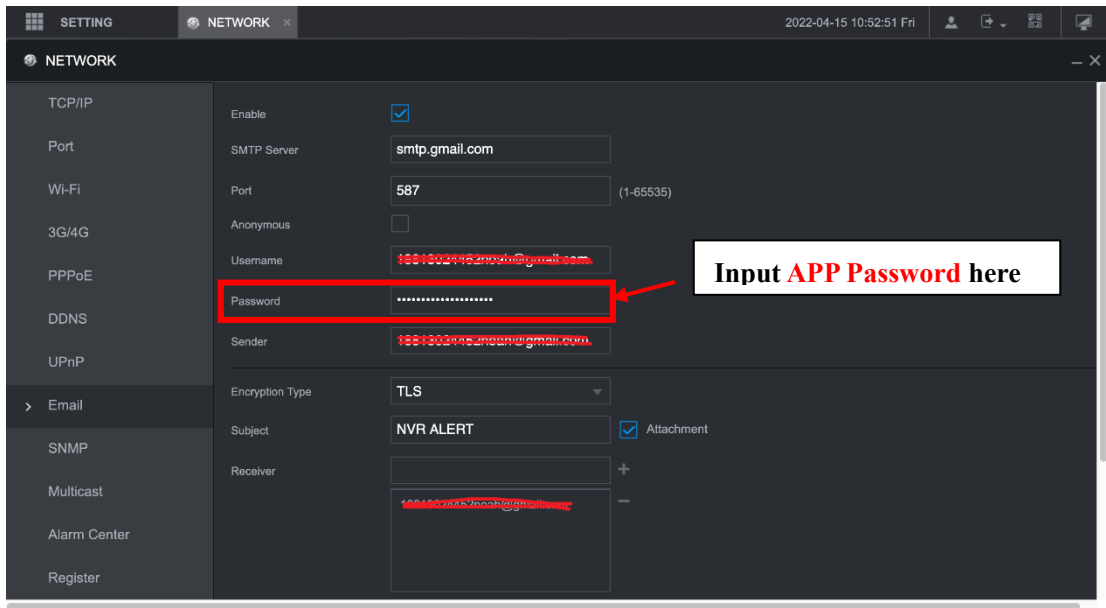 SETTING NETWORK × 2022-04-15 10:52:51 Fri
NETWORK
TCP/IP
Port
Wi-Fi
3G/4G
PPPoE
DDNS
UPnP
Email
SNMP
Multicast
Alarm Center
Register
Enable
SMTP Server smtp.gmail.com
Port 587 (1-65535)
Anonymous
Username
Password ••••••••••••••••••••
Input APP Password here
Sender
Encryption Type TLS
Subject NVR ALERT Attachment
Receiver